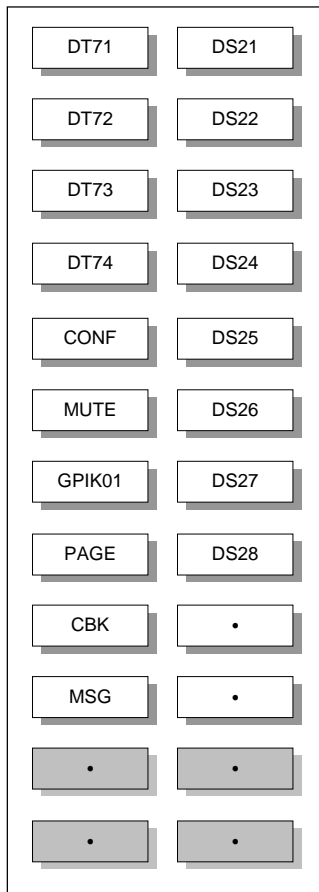 DT71 DS21
DT72 DS22
DT73 DS23
DT74 DS24
CONF DS25
MUTE DS26
GPIK01 DS27
PAGE DS28
CBK •
MSG •
• •
• •